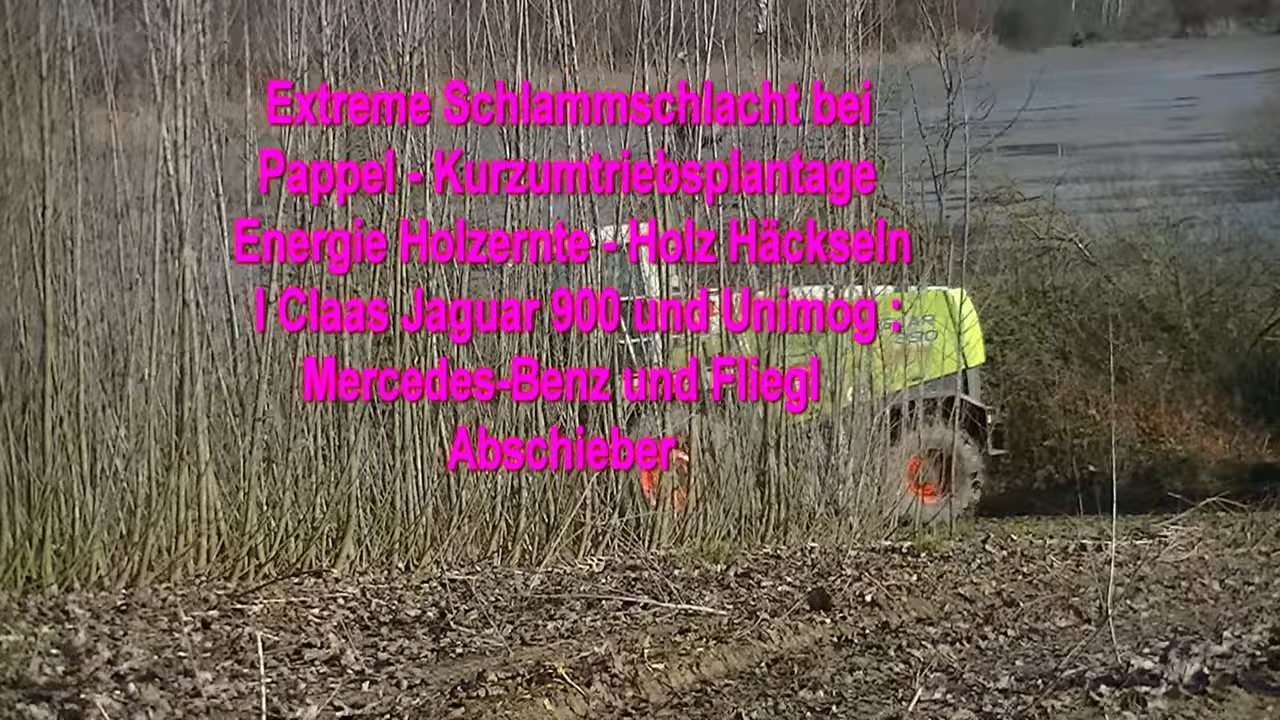 Extreme Schlammschlacht bei
Pappel - Kurzumtriebsplantage
Energie Holzernte - Holz Häckseln
I Claas Jaguar 900 und Unimog :
Mercedes-Benz und Fliegl
Abschieber